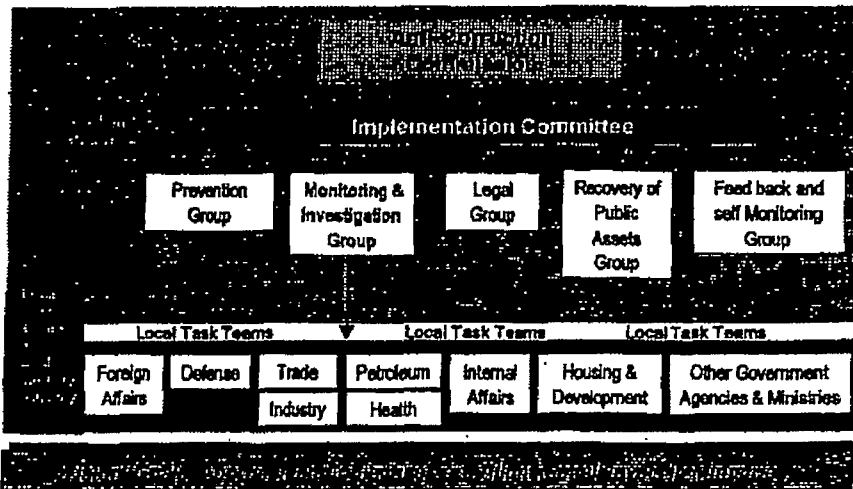 Implementation Committee
Prevention
Group
Monitoring &
Investigation
Group
Legal
Group
Recovery of
Public
Assets
Group
Feed back and
self Monitoring
Group
Local Task Teams
Local Task Teams
Local Task Teams
Foreign
Affairs
Defense
Trade
Industry
Petroleum
Health
Internal
Affairs
Housing &
Development
Other Government
Agencies & Ministries